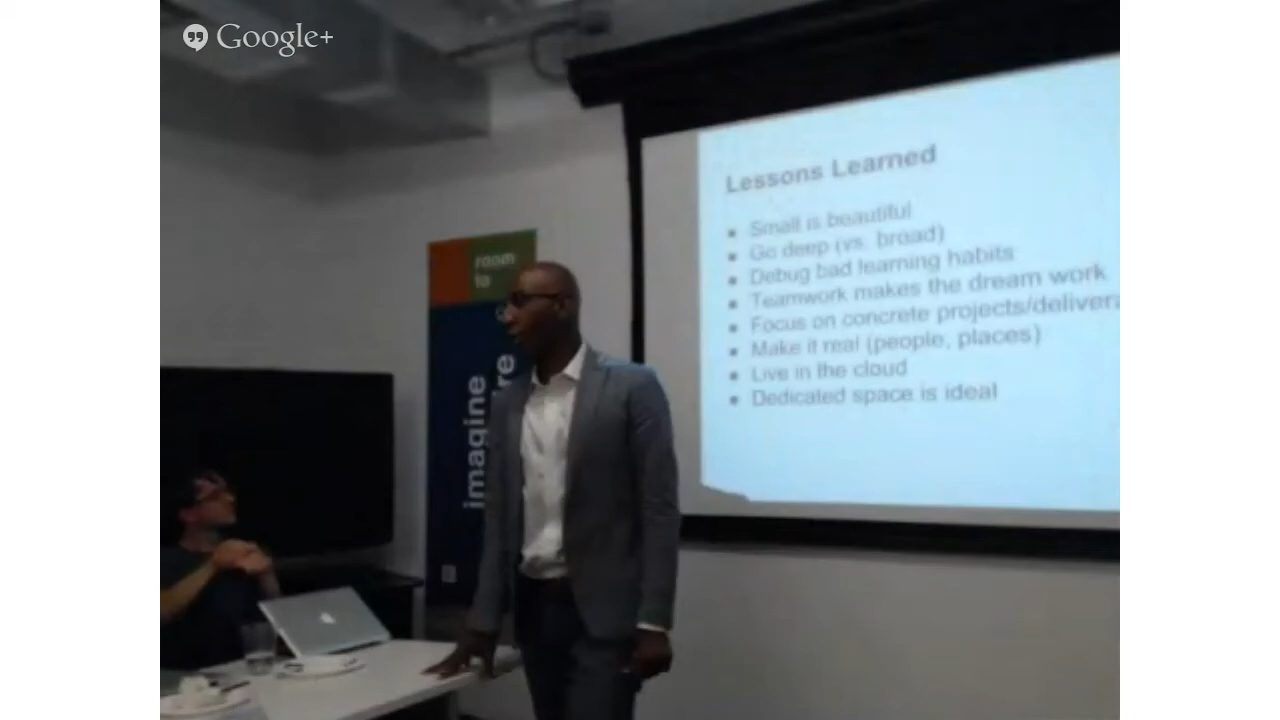 Google+
Lessons Learned
Small is beautiful
Go deep (vs. broad)
Debug bad learning habits
Teamwork makes the dream work
Focus on concrete projects/delivera
Make it real (people, places)
Live in the cloud
Dedicated space is ideal
room
to
imagine